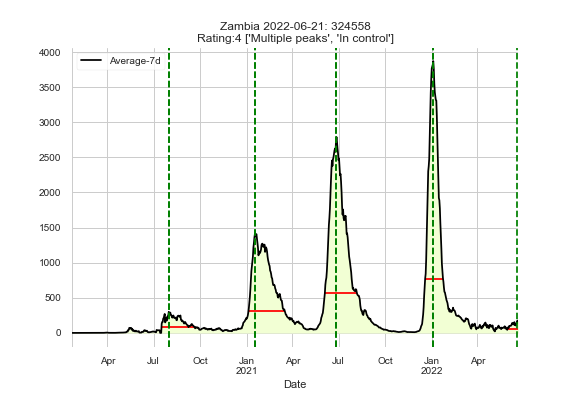 Zambia 2022-06-21: 324558
Rating:4 ['Multiple peaks', 'In control']
4000
3500
3000
2500
2000
1500
1000
500
0
Average-7d
Apr Jul Oct Jan Apr Jul Oct Jan Apr
2021 2022
Date